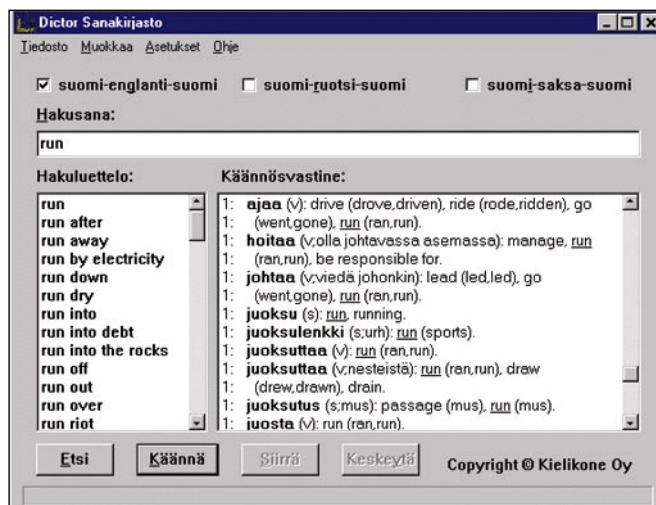 Dictor Sanakirjasto
Tiedosto Muokkaa Asetukset Ohje
suomi-englanti-suomi suomi-ruotsi-suomi suomi-saksa-suomi
Hakusana:
run
Hakuluettelo:
run
run after
run away
run by electricity
run down
run dry
run into
run into debt
run into the rocks
run off
run out
run over
run riot
Käännösvastine:
1: ajaa (v): drive (drove,driven), ride (rode,ridden), go
(went,gone), run (ran,run).
1: hoitaa (v;olla johtavassa asemassa): manage, run
(ran,run), be responsible for.
1: johtaa (v;viedä johonkin): lead (led,led), go
(went,gone), run (ran,run).
1: juoksu (s): run, running.
1: juoksulenkki (s;urh): run (sports).
1: juoksuttaa (v): run (ran,run).
1: juoksuttaa (v;nesteistä): run (ran,run), draw
(drew,drawn), drain.
1: juoksutus (s;mus): passage (mus), run (mus).
1: juosta (v): run (ran,run).
Etsi Käännä Siirrä Keskeytä Copyright © Kielikone Oy